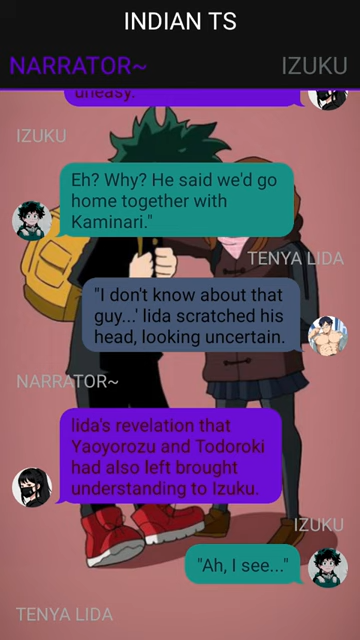 INDIAN TS
NARRATOR~
IZUKU
uneasy.
IZUKU
Eh? Why? He said we'd go
home together with
Kaminari."
TENYA LIDA
"I don't know about that
guy...' Iida scratched his
head, looking uncertain.
NARRATOR~
Iida's revelation that
Yaoyorozu and Todoroki
had also left brought
understanding to Izuku.
IZUKU
"Ah, I see..."
TENYA LIDA